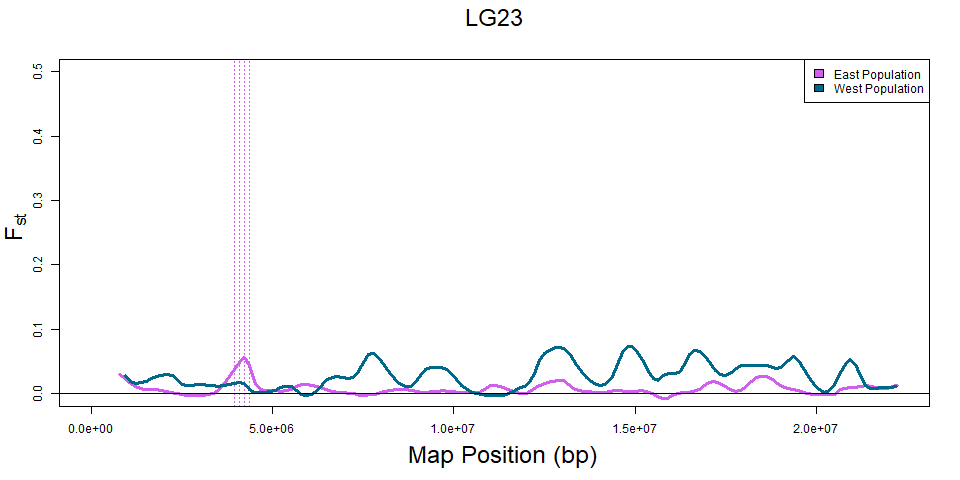 LG23
East Population
West Population
0.5
0.4
0.3
0.2
0.1
0.0
Fst
0.0e+00 5.0e+06 1.0e+07 1.5e+07 2.0e+07
Map Position (bp)